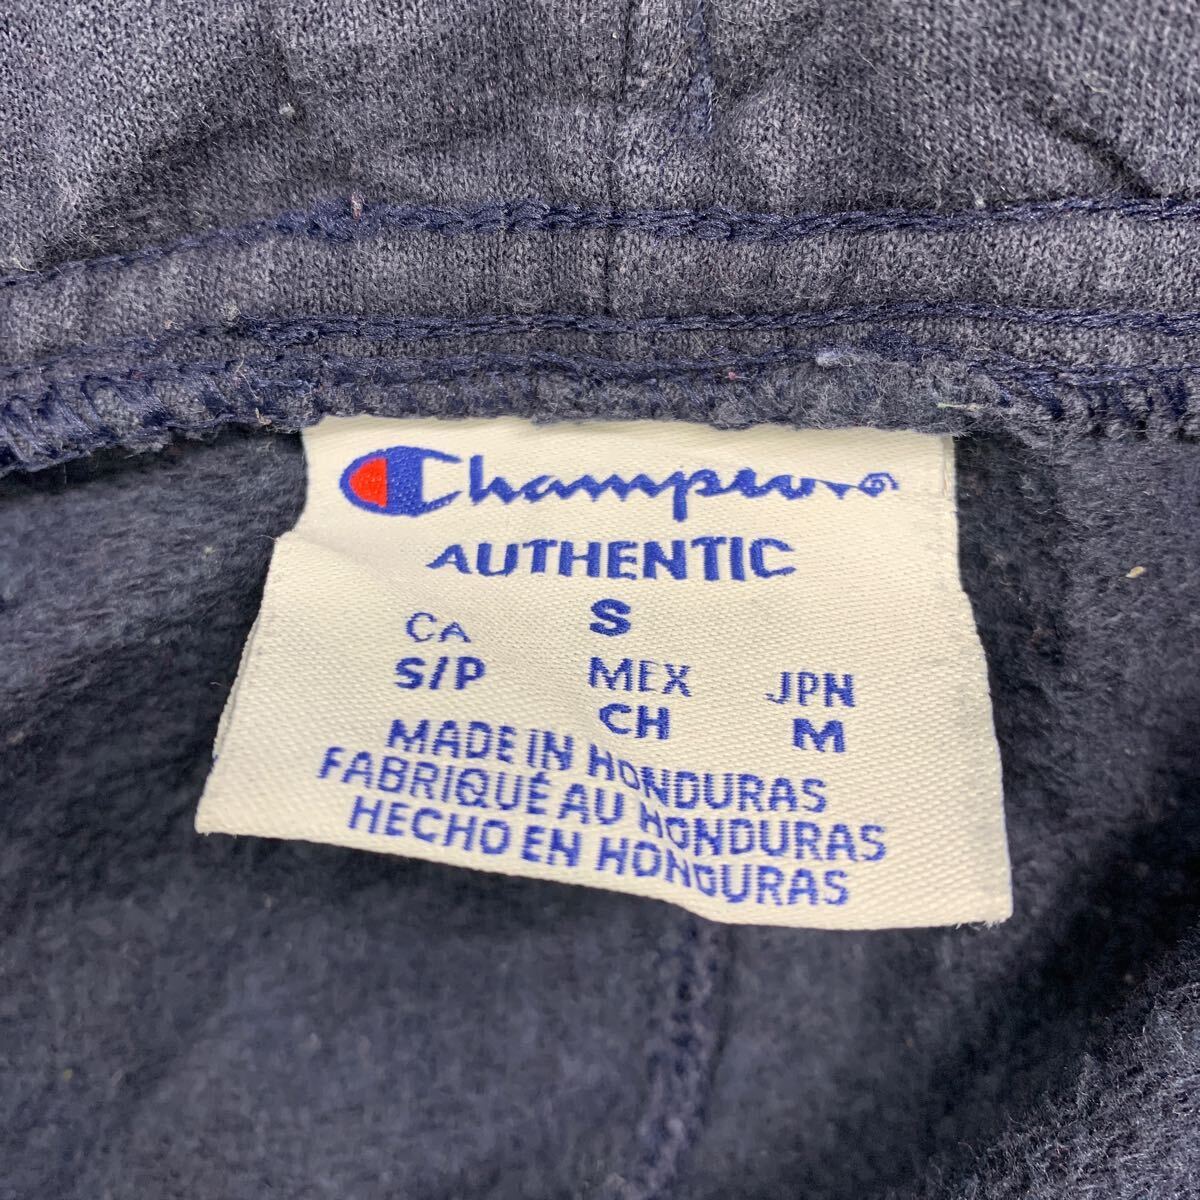 Champion®
AUTHENTIC
S
CA MEX JPN
S/P CH M
MADE IN HONDURAS
FABRIQUÉ AU HONDURAS
HECHO EN HONDURAS